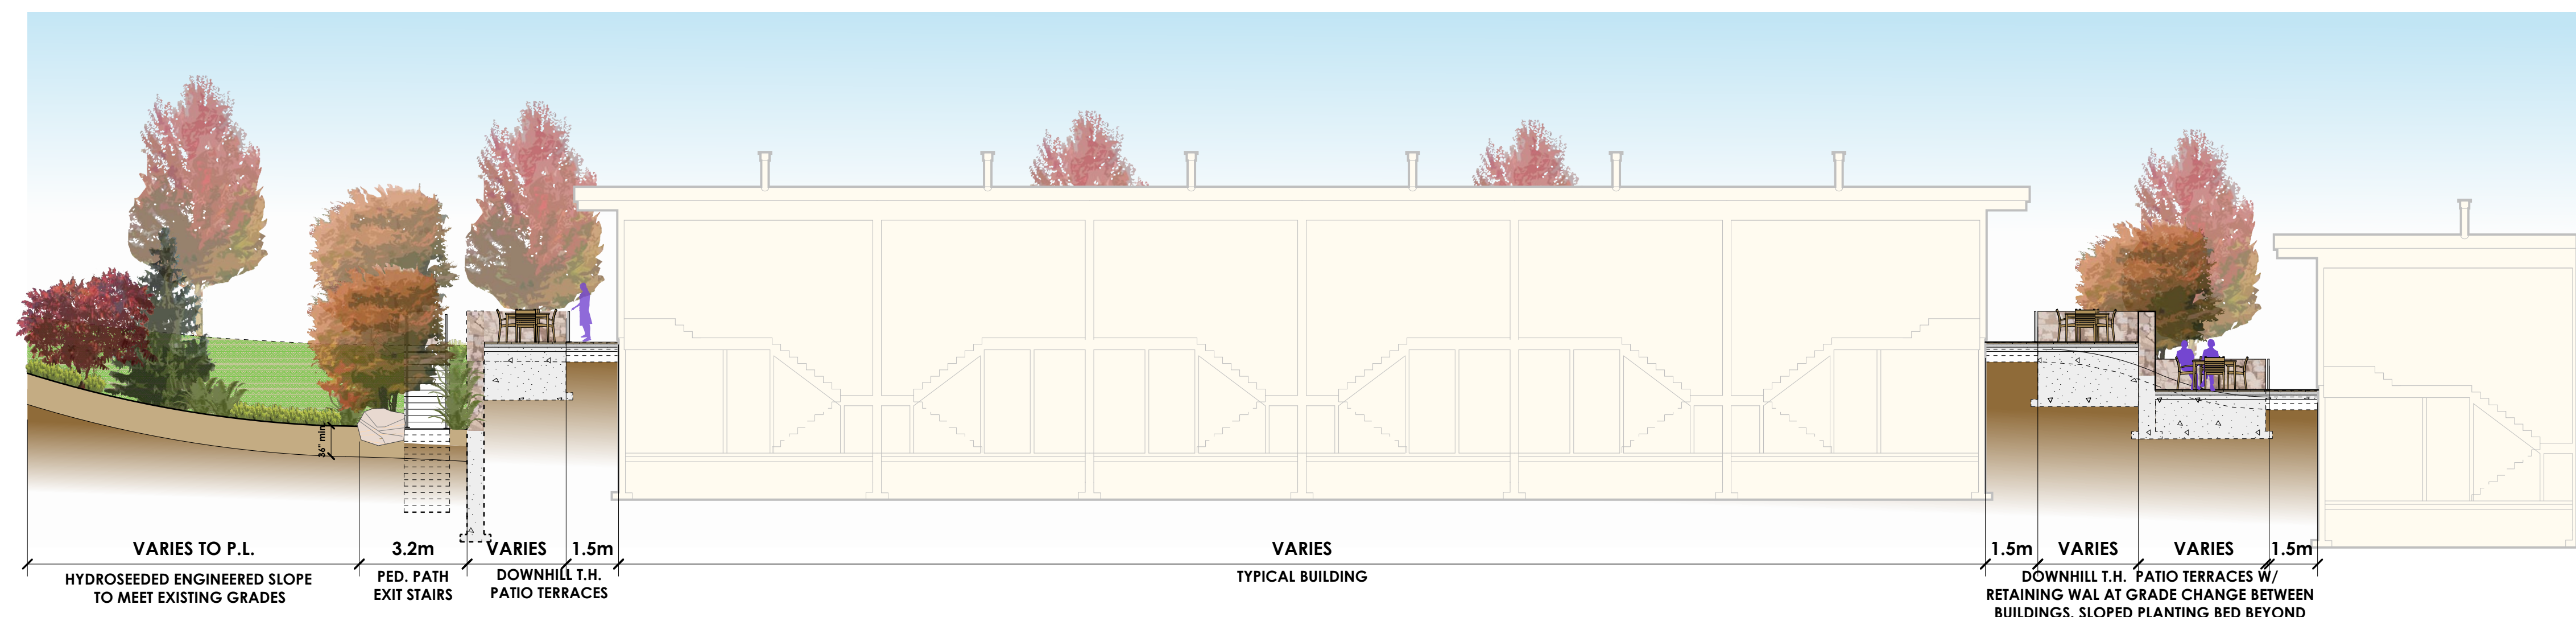 36" min
VARIES TO P.L.
HYDROSEEDED ENGINEERED SLOPE
TO MEET EXISTING GRADES
3.2m
PED. PATH
EXIT STAIRS
VARIES
1.5m
DOWNHILL T.H.
PATIO TERRACES
VARIES
TYPICAL BUILDING
1.5m
VARIES
VARIES
1.5m
DOWNHILL T.H. PATIO TERRACES W/
RETAINING WAL AT GRADE CHANGE BETWEEN
BUILDINGS. SLOPED PLANTING BED BEYOND